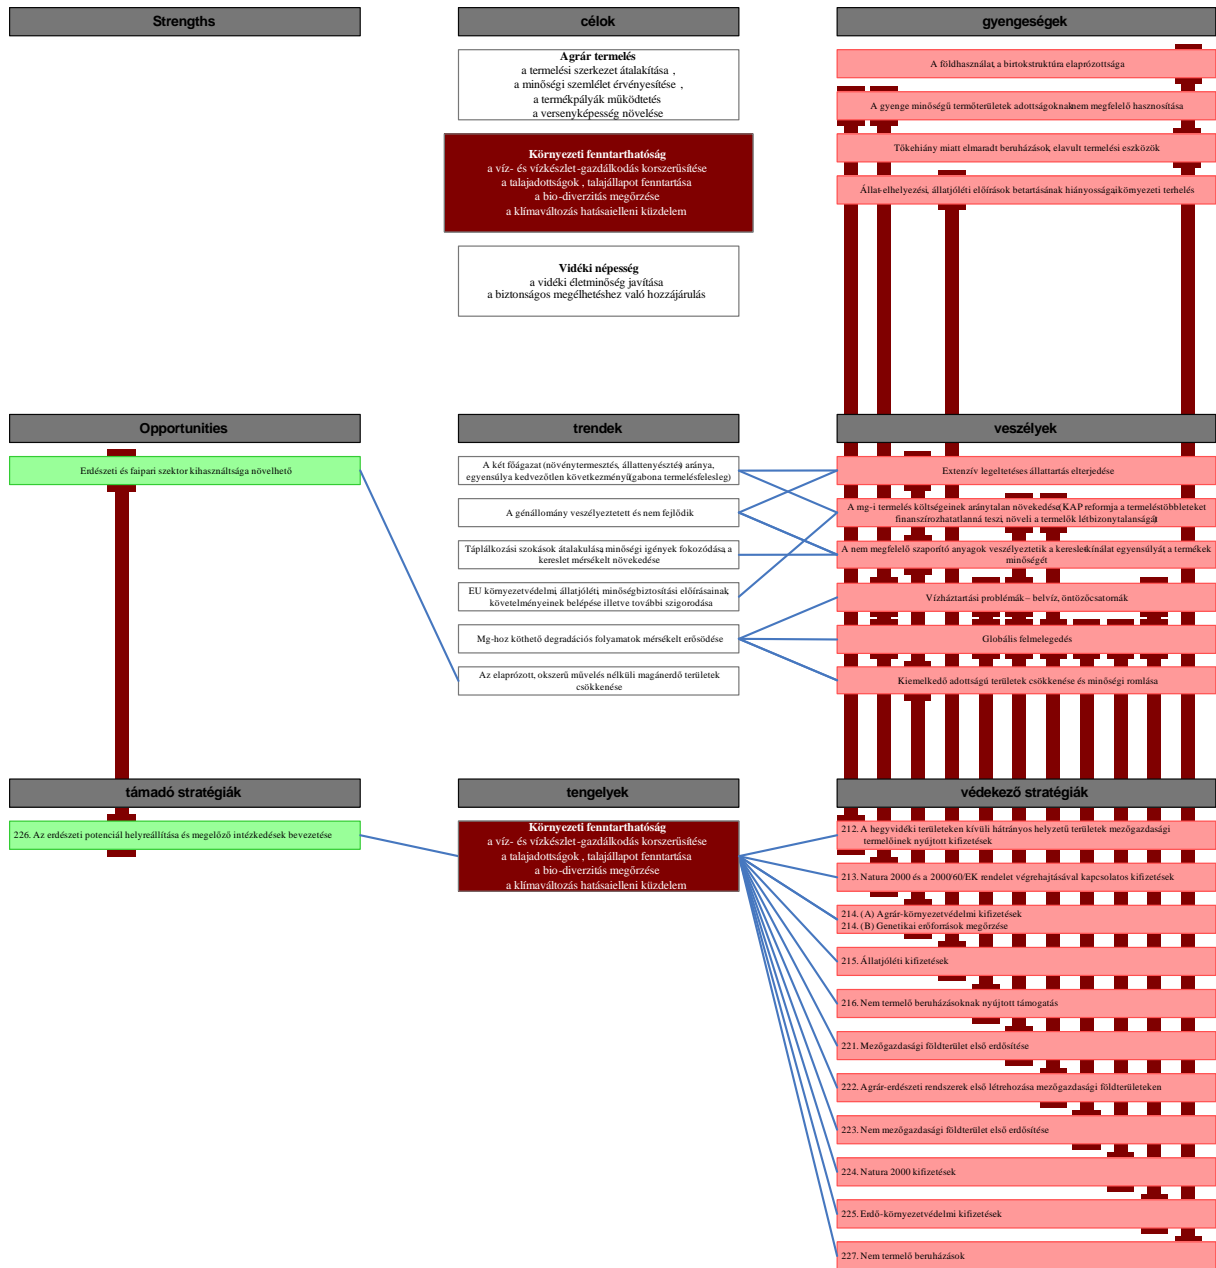 Strengths
célok
gyengeségek
Agrár termelés
a termelési szerkezet átalakítása ,
a minőségi szemlélet érvényesítése ,
a termékpályák működtetés
a versenyképesség növelése
Környezeti fenntarthatóság
a víz- és vízkészlet-gazdálkodás korszerűsítése
a talajadottságok , talajállapot fenntartása
a bio-diverzitás megőrzése
a klímaváltozás hatásaielleni küzdelem
Vidéki népesség
a vidéki életminőség javítása
a biztonságos megélhetéshez való hozzájárulás
A földhasználat, a birtokstruktúra elaprózottsága
A gyenge minőségű termőterületek adottságoknaknem megfelelő hasznosítása
Tőkehiány miatt elmaradt beruházások, elavult termelési eszközök
Állat-elhelyezési, állatjóléti előírások betartásának hiányosságai,környezeti terhelés
Opportunities
trendek
veszélyek
Erdészeti és faipari szektor kihasználtsága növelhető
A két főágazat (növénytermesztés, állattenyésztés) aránya,
egyensúlya kedvezőtlen következményű(gabona termelésfelesleg)
A génállomány veszélyeztetett és nem fejlődik
Táplálkozási szokások átalakulása, minőségi igények fokozódása, a
kereslet mérsékelt növekedése
EU környezetvédelmi, állatjóléti, minőségbiztosítási előírásainak,
követelményeinek belépése illetve további szigorodása
Mg-hoz köthető degradációs folyamatok mérsékelt erősödése
Az elaprózott, okszerű művelés nélküli magánerdő területek
csökkenése
Extenzív legeltetéses állattartás elterjedése
A mg-i termelés költségeinek aránytalan növekedése(KAP reformja a termeléstöbbleteket
finanszírozhatatlanná teszi, növeli a termelők létbizonytalanságát)
A nem megfelelő szaporító anyagok veszélyeztetik a kereslet-kínálat egyensúlyát, a termékek
minőségét
Vízháztartási problémák – belvíz, öntözőcsatornák
Globális felmelegedés
Kiemelkedő adottságú területek csökkenése és minőségi romlása
támadó stratégiák
tengelyek
védekező stratégiák
226. Az erdészeti potenciál helyreállítása és megelőző intézkedések bevezetése
Környezeti fenntarthatóság
a víz- és vízkészlet-gazdálkodás korszerűsítése
a talajadottságok , talajállapot fenntartása
a bio-diverzitás megőrzése
a klímaváltozás hatásaielleni küzdelem
212. A hegyvidéki területeken kívüli hátrányos helyzetű területek mezőgazdasági
termelőinek nyújtott kifizetések
213. Natura 2000 és a 2000/60/EK rendelet végrehajtásával kapcsolatos kifizetések
214. (A) Agrár-környezetvédelmi kifizetések
214. (B) Genetikai erőforrások megőrzése
215. Állatjóléti kifizetések
216. Nem termelő beruházásoknak nyújtott támogatás
221. Mezőgazdasági földterület első erdősítése
222. Agrár-erdészeti rendszerek első létrehozása mezőgazdasági földterületeken
223. Nem mezőgazdasági földterület első erdősítése
224. Natura 2000 kifizetések
225. Erdő-környezetvédelmi kifizetések
227. Nem termelő beruházások